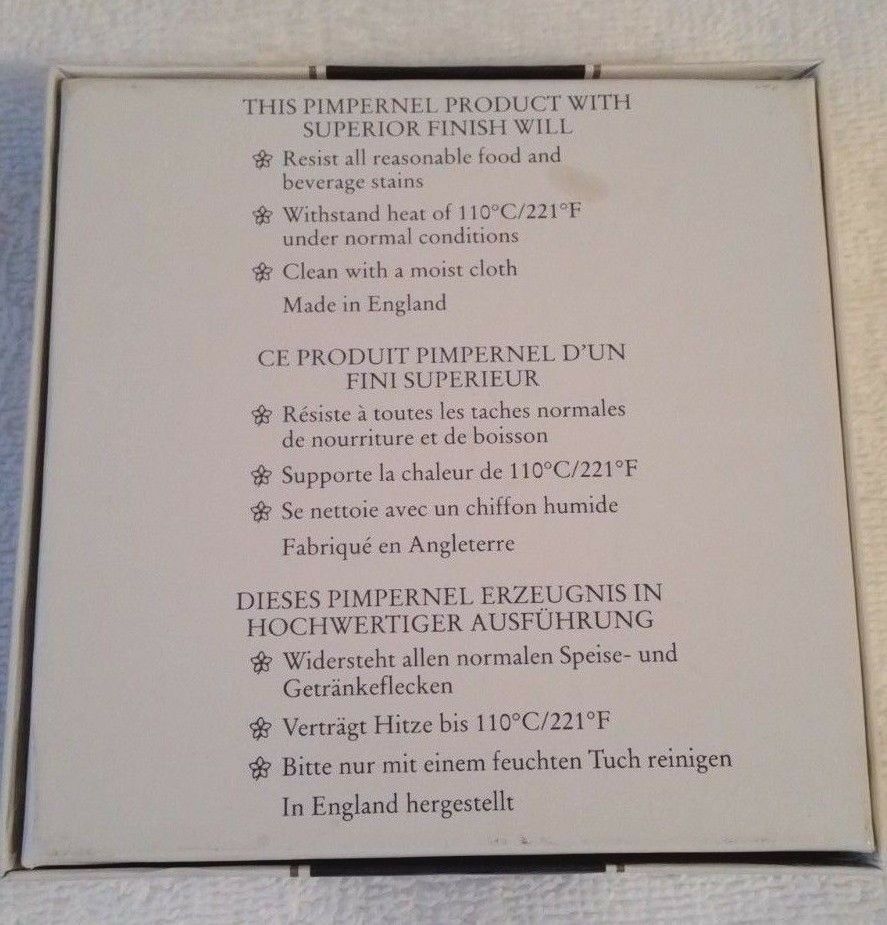 THIS PIMPERNEL PRODUCT WITH
SUPERIOR FINISH WILL
Resist all reasonable food and
beverage stains
Withstand heat of 110°C/221°F
under normal conditions
Clean with a moist cloth
Made in England
CE PRODUIT PIMPERNEL D'UN
FINI SUPERIEUR
Résiste à toutes les taches normales
de nourriture et de boisson
Supporte la chaleur de 110°C/221°F
Se nettoie avec un chiffon humide
Fabriqué en Angleterre
DIESES PIMPERNEL ERZEUGNIS IN
HOCHWERTIGER AUSFÜHRUNG
Widersteht allen normalen Speise- und
Getränkeflecken
Verträgt Hitze bis 110°C/221°F
Bitte nur mit einem feuchten Tuch reinigen
In England hergestellt